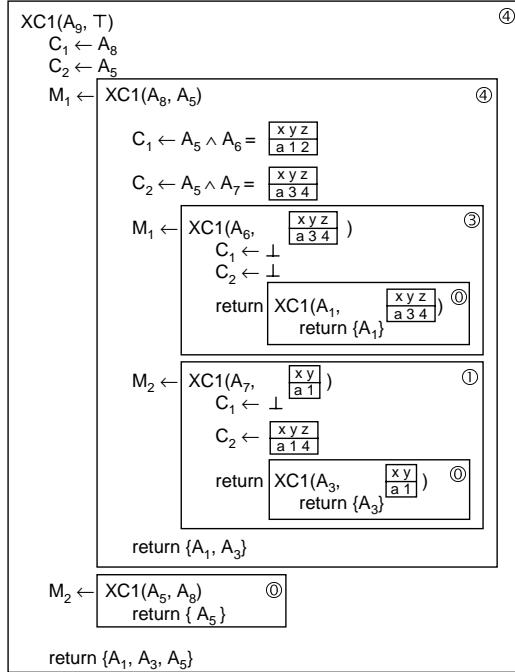 XC1(A₉, ⊤) ④
C₁ ← A₈
C₂ ← A₅
M₁ ← XC1(A₈, A₅) ④
C₁ ← A₅ ∧ A₆ = x y z
a 1 2
C₂ ← A₅ ∧ A₇ = x y z
a 3 4
M₁ ← XC1(A₆, x y z ) ③
a 3 4
C₁ ← ⊥
C₂ ← ⊥
return XC1(A₁, x y z ) ⓪
a 3 4
return {A₁}
M₂ ← XC1(A₇, x y ) ①
a 1
C₁ ← ⊥
C₂ ← x y z
a 1 4
return XC1(A₃, x y ) ⓪
a 1
return {A₃}
return {A₁, A₃}
M₂ ← XC1(A₅, A₈) ⓪
return { A₅ }
return {A₁, A₃, A₅}